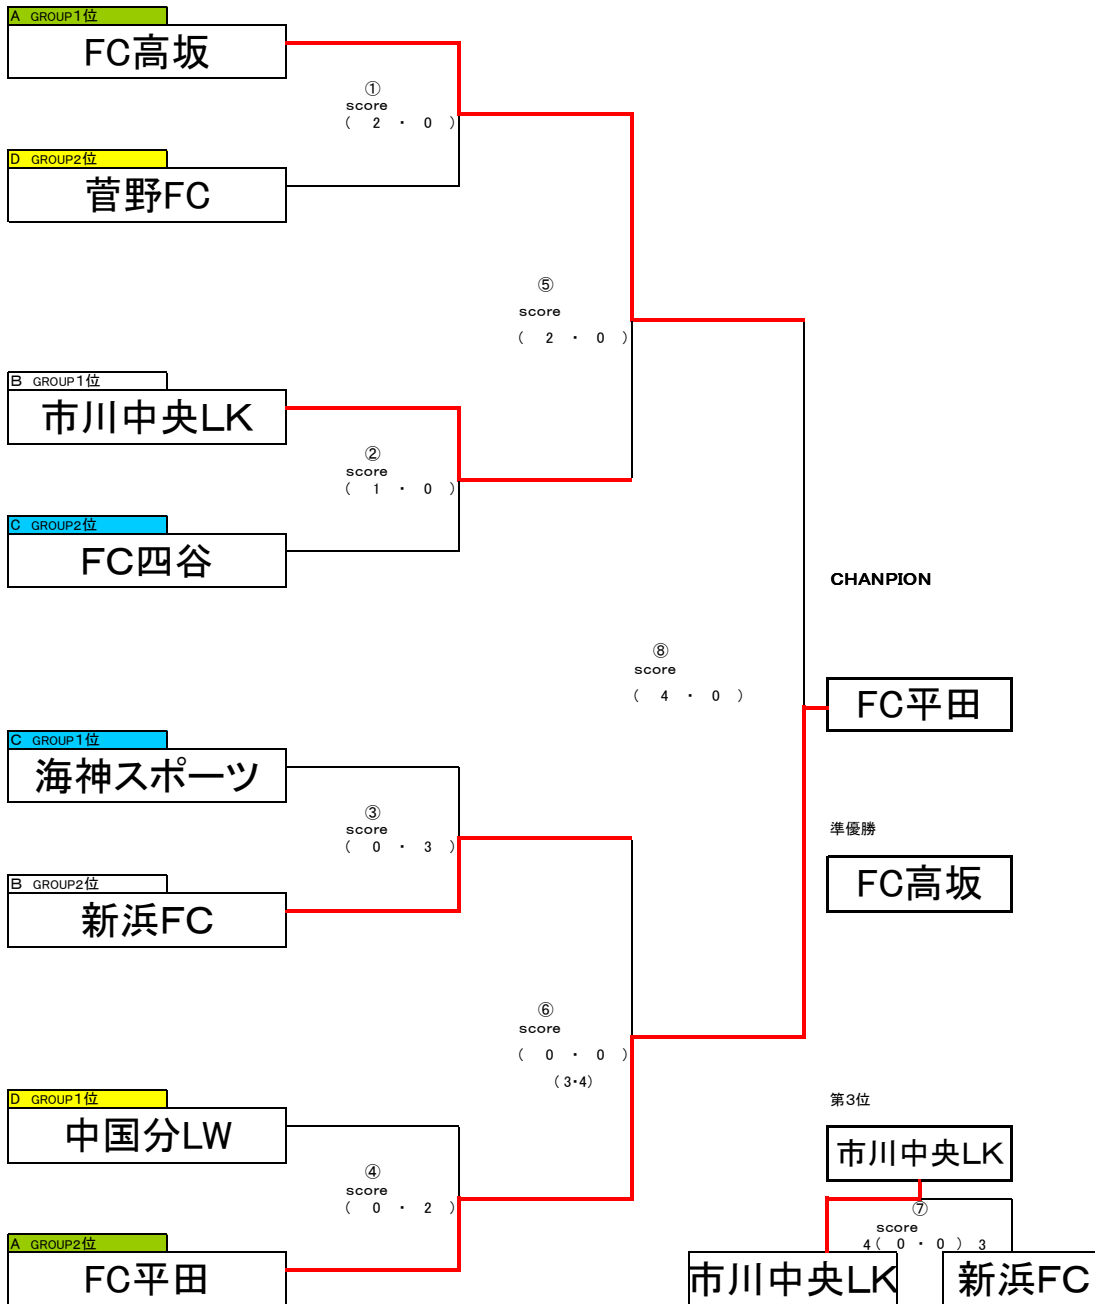 A GROUP1位
FC高坂
①
score
( 2 ・ 0 )
D GROUP2位
菅野FC
⑤
score
( 2 ・ 0 )
B GROUP1位
市川中央LK
②
score
( 1 ・ 0 )
C GROUP2位
FC四谷
CHANPION
⑧
score
( 4 ・ 0 )
FC平田
C GROUP1位
海神スポーツ
③
score
( 0 ・ 3 )
準優勝
FC高坂
B GROUP2位
新浜FC
⑥
score
( 0 ・ 0 )
(3・4)
D GROUP1位
中国分LW
第3位
市川中央LK
④
score
( 0 ・ 2 )
⑦
score
4( 0 ・ 0 ) 3
A GROUP2位
FC平田
市川中央LK
新浜FC